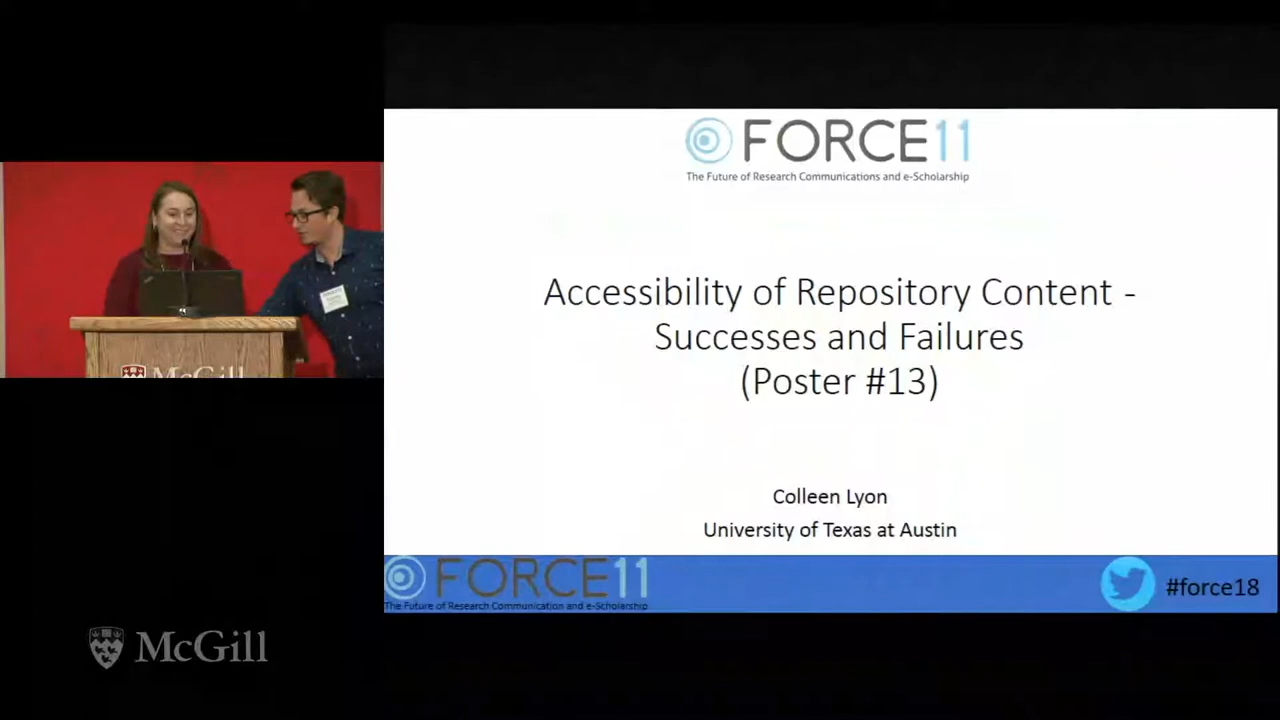 FORCE11
The Future of Research Communications and e-Scholarship
Accessibility of Repository Content -
Successes and Failures
(Poster #13)
Colleen Lyon
University of Texas at Austin
FORCE11
The Future of Research Communication and e-Scholarship
#force18
McGill
McGill